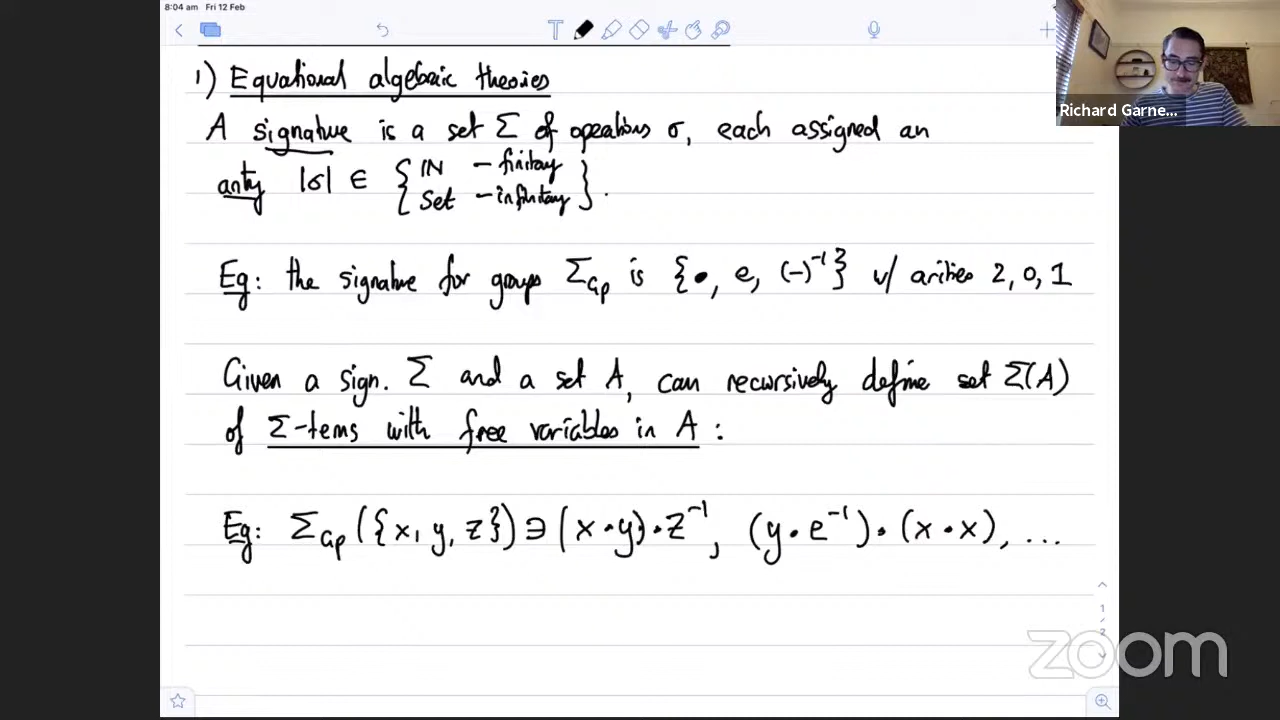 8:04 am Fri 12 Feb
Richard Garne...
1) Equational algebraic theories
A signature is a set Σ of operations σ, each assigned an
arity |σ| ∈ { ℕ - finitary
Set - infinitary } .
Eg: the signature for groups Σ_Gp is {•, e, (-)⁻¹} w/ arities 2, 0, 1
Given a sign. Σ and a set A, can recursively define set Σ(A)
of Σ-terms with free variables in A :
Eg: Σ_Gp ({x, y, z}) ∋ (x • y) • z⁻¹, (y • e⁻¹) • (x • x), ...
1
2
zoom